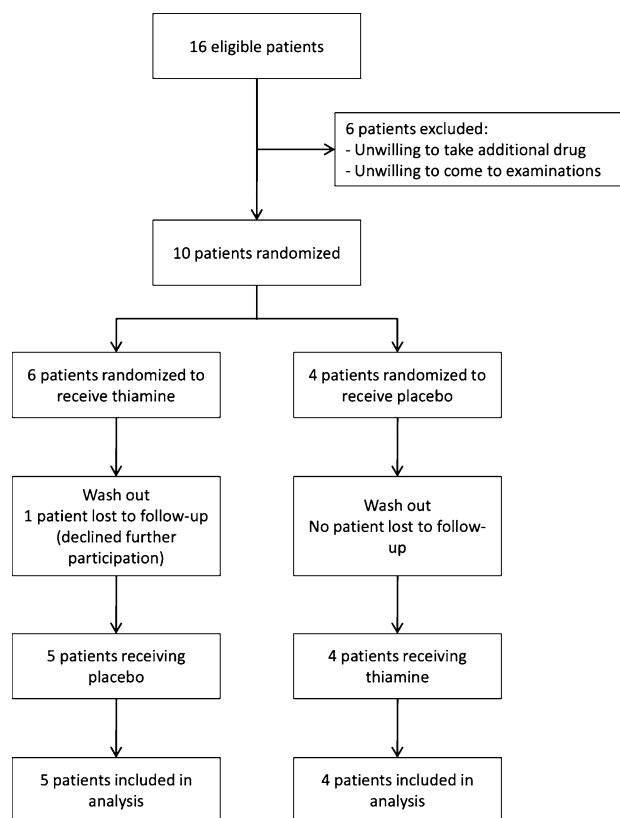 16 eligible patients
6 patients excluded:
- Unwilling to take additional drug
- Unwilling to come to examinations
10 patients randomized
6 patients randomized to
receive thiamine
4 patients randomized to
receive placebo
Wash out
1 patient lost to follow-up
(declined further
participation)
Wash out
No patient lost to follow-
up
5 patients receiving
placebo
4 patients receiving
thiamine
5 patients included in
analysis
4 patients included in
analysis